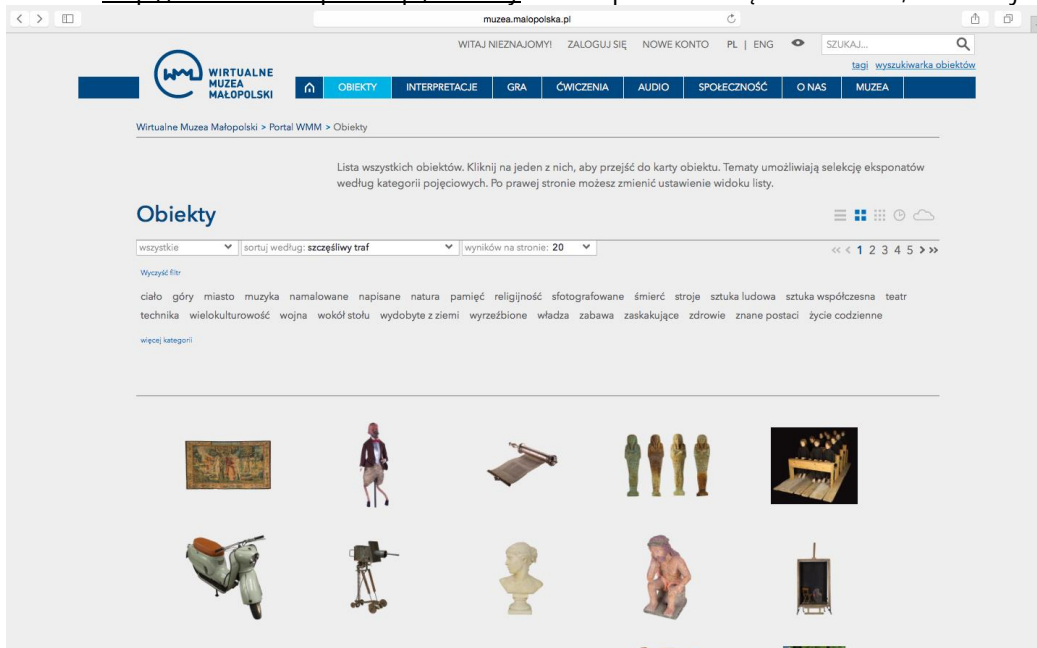 muzea.malopolska.pl
WITAJ NIEZNAJOMY! ZALOGUJ SIĘ NOWE KONTO PL | ENG SZUKAJ...
tagi wyszukiwarka obiektów
WIRTUALNE
MUZEA
MAŁOPOLSKI
OBIEKTY INTERPRETACJE GRA ĆWICZENIA AUDIO SPOŁECZNOŚĆ O NAS MUZEA
Wirtualne Muzea Małopolski > Portal WMM > Obiekty
Lista wszystkich obiektów. Kliknij na jeden z nich, aby przejść do karty obiektu. Tematy umożliwiają selekcję eksponatów
według kategorii pojęciowych. Po prawej stronie możesz zmienić ustawienie widoku listy.
Obiekty
wszystkie sortuj według: szczęśliwy traf wyników na stronie: 20 << < 1 2 3 4 5 > >>
Wyczyść filtr
ciało góry miasto muzyka namalowane napisane natura pamięć religijność sfotografowane śmierć stroje sztuka ludowa sztuka współczesna teatr
technika wielokulturowość wojna wokół stołu wydobyte z ziemi wyrzeźbione władza zabawa zaskakujące zdrowie znane postaci życie codzienne
więcej kategorii